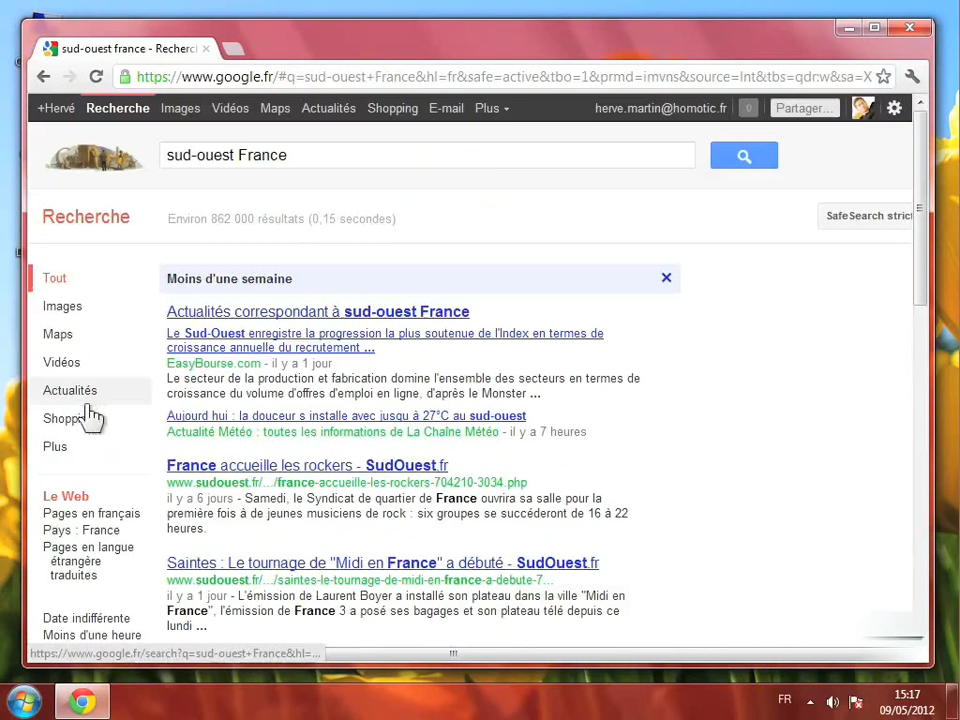 sud-ouest france - Recherc
https://www.google.fr/#q=sud-ouest+France&hl=fr&safe=active&tbo=1&prmd=imvns&source=lnt&tbs=qdr:w&sa=X
+Hervé Recherche Images Vidéos Maps Actualités Shopping E-mail Plus herve.martin@homotic.fr 0 Partager...
sud-ouest France
Recherche Environ 862 000 résultats (0,15 secondes) SafeSearch strict
Tout
Images
Maps
Vidéos
Actualités
Shopp
Plus
Le Web
Pages en français
Pays : France
Pages en langue
étrangère
traduites
Date indifférente
Moins d'une heure
Moins d'une semaine
Actualités correspondant à sud-ouest France
Le Sud-Ouest enregistre la progression la plus soutenue de l'Index en termes de
croissance annuelle du recrutement ...
EasyBourse.com - il y a 1 jour
Le secteur de la production et fabrication domine l'ensemble des secteurs en termes de
croissance du volume d'offres d'emploi en ligne, d'après le Monster ...
Aujourd hui : la douceur s installe avec jusqu à 27°C au sud-ouest
Actualité Météo : toutes les informations de La Chaîne Météo - il y a 7 heures
France accueille les rockers - SudOuest.fr
www.sudouest.fr/.../france-accueille-les-rockers-704210-3034.php
il y a 6 jours - Samedi, le Syndicat de quartier de France ouvrira sa salle pour la
première fois à de jeunes musiciens de rock : six groupes se succéderont de 16 à 22
heures.
Saintes : Le tournage de "Midi en France" a débuté - SudOuest.fr
www.sudouest.fr/.../saintes-le-tournage-de-midi-en-france-a-debute-7...
il y a 1 jour - L'émission de Laurent Boyer a installé son plateau dans la ville "Midi en
France", l'émission de France 3 a posé ses bagages et son plateau télé depuis ce
lundi ...
https://www.google.fr/search?q=sud-ouest+France&hl=...
FR
15:17
09/05/2012